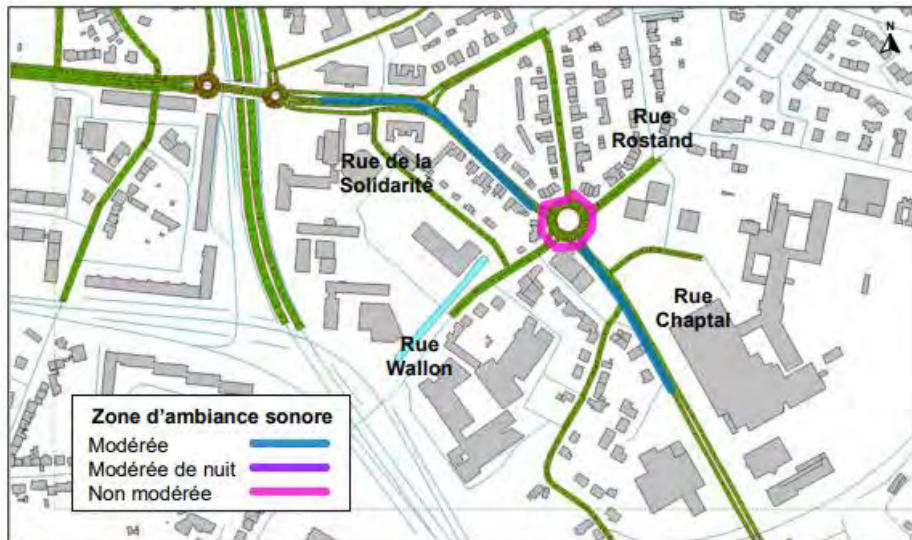 N
Rue
Rostand
Rue de la
Solidarité
Rue
Chaptal
Rue
Wallon
Zone d'ambiance sonore
Modérée
Modérée de nuit
Non modérée